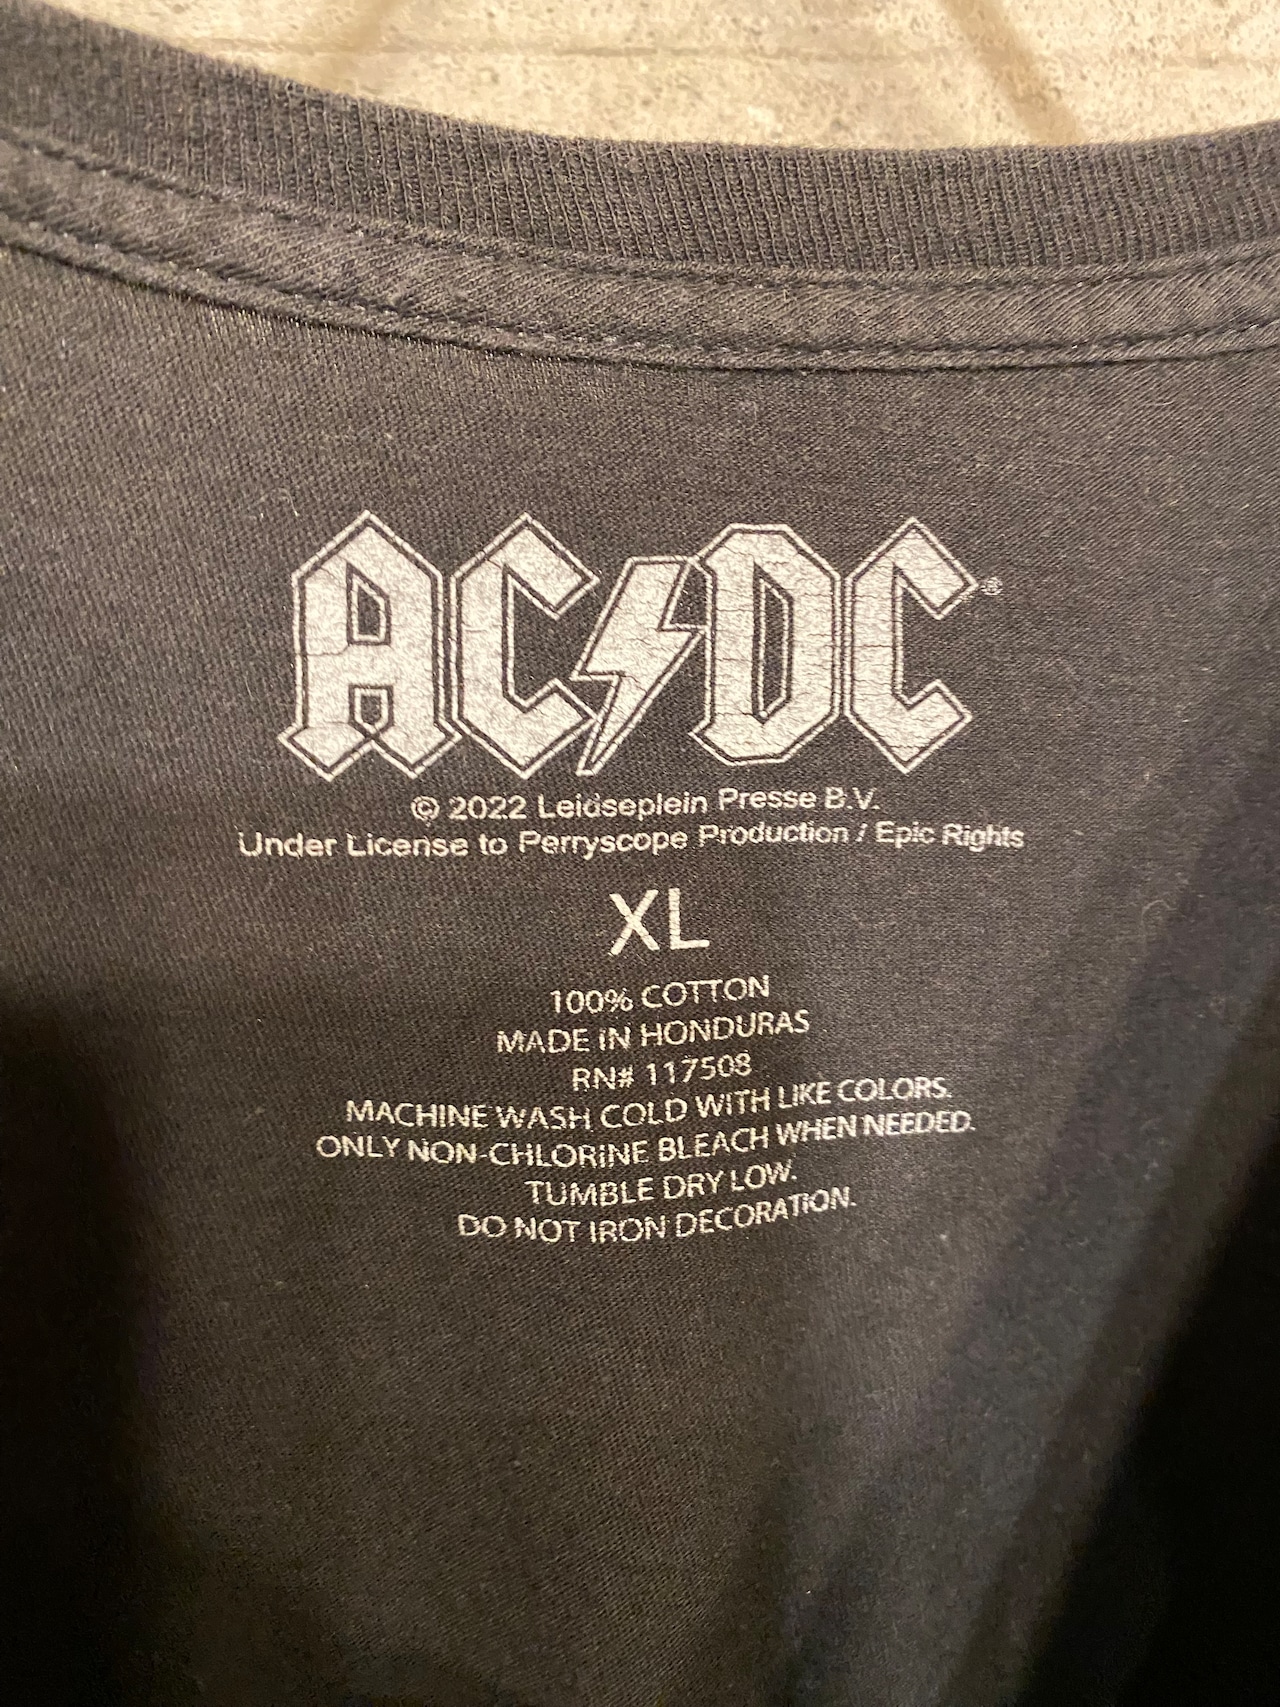 AC/DC®
© 2022 Leidseplein Presse B.V.
Under License to Perryscope Production / Epic Rights
XL
100% COTTON
MADE IN HONDURAS
RN# 117508
MACHINE WASH COLD WITH LIKE COLORS.
ONLY NON-CHLORINE BLEACH WHEN NEEDED.
TUMBLE DRY LOW.
DO NOT IRON DECORATION.